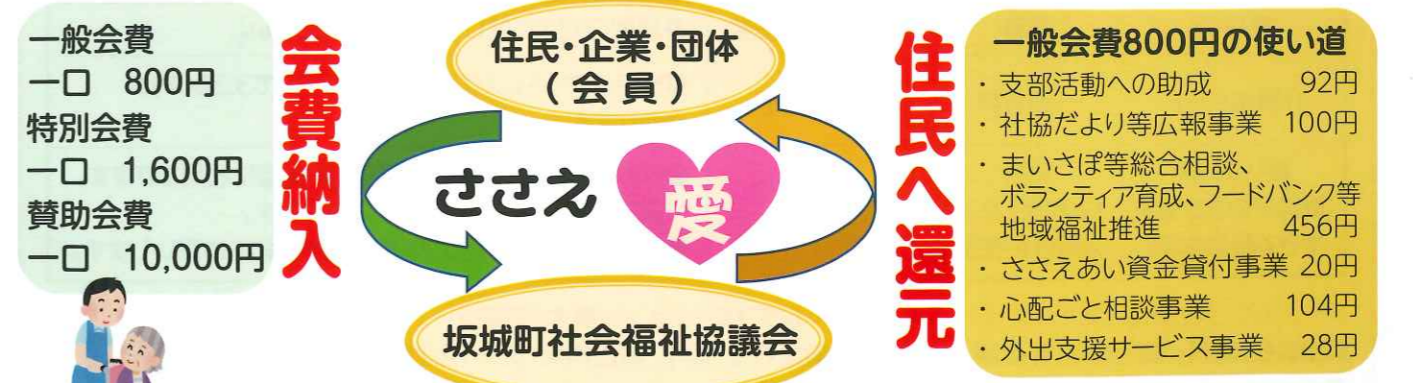 一般会費
一口 800円
特別会費
一口 1,600円
賛助会費
一口 10,000円
会費納入
住民・企業・団体
(会員)
ささえ 愛
坂城町社会福祉協議会
住民へ還元
一般会費800円の使い道
・支部活動への助成 92円
・社協だより等広報事業 100円
・まいさぽ等総合相談、
ボランティア育成、フードバンク等
地域福祉推進 456円
・ささえあい資金貸付事業 20円
・心配ごと相談事業 104円
・外出支援サービス事業 28円